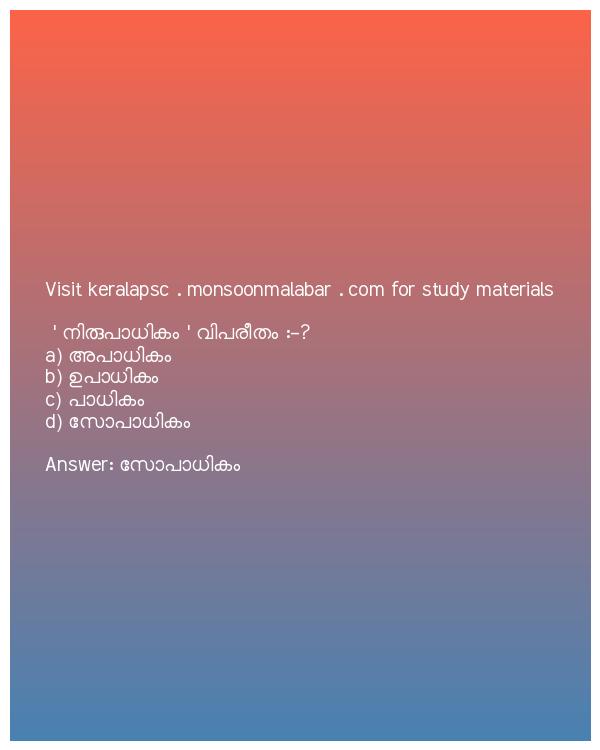 Visit keralapsc . monsoonmalabar . com for study materials
' നിരുപാധികം ' വിപരീതം :-?
a) അപാധികം
b) ഉപാധികം
c) പാധികം
d) സോപാധികം
Answer: സോപാധികം